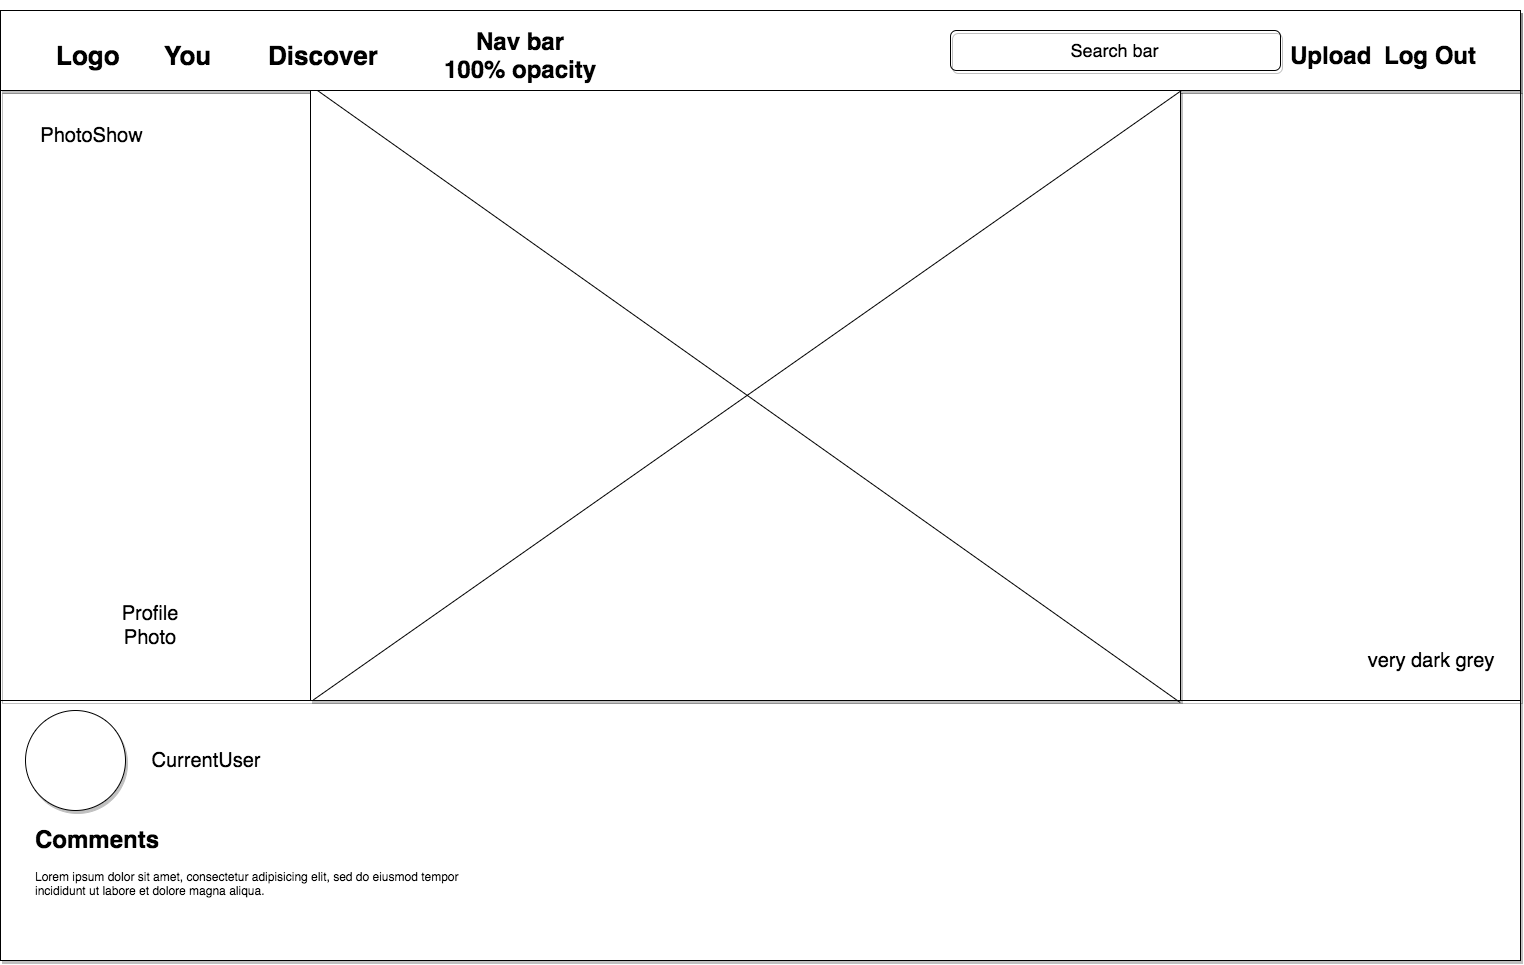 Logo
You
Discover
Nav bar
100% opacity
Search bar
Upload
Log Out
PhotoShow
Profile
Photo
very dark grey
CurrentUser
Comments
Lorem ipsum dolor sit amet, consectetur adipisicing elit, sed do eiusmod tempor
incididunt ut labore et dolore magna aliqua.